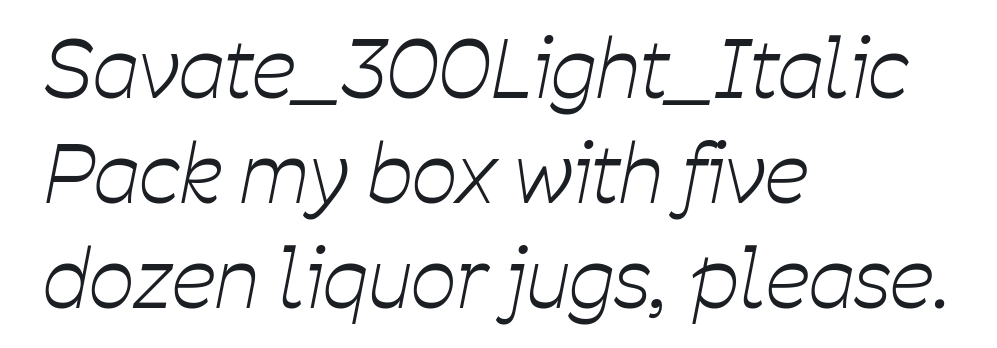 Savate_300Light_Italic
Pack my box with five
dozen liquor jugs, please.